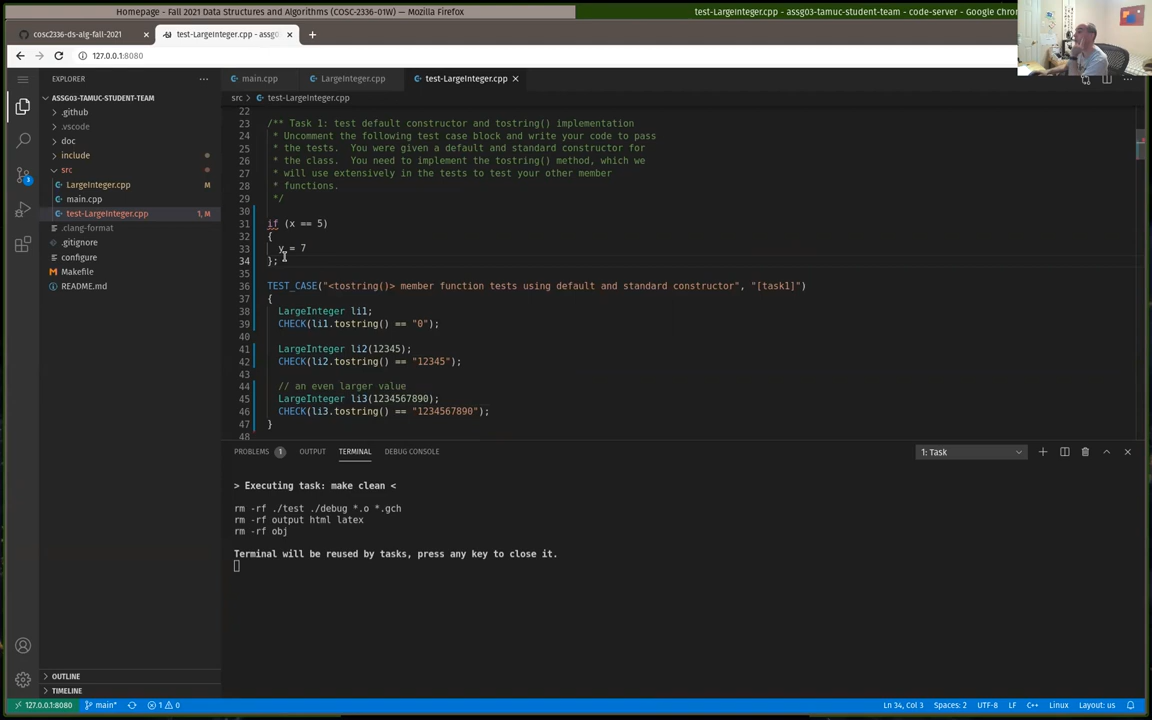 Homepage - Fall 2021 Data Structures and Algorithms (COSC-2336-01W) — Mozilla Firefox
test-LargeInteger.cpp - assg03-tamuc-student-team - code-server - Google Chrom
cosc2336-ds-alg-fall-2021
test-LargeInteger.cpp - assg
127.0.0.1:8080
EXPLORER
main.cpp
LargeInteger.cpp
test-LargeInteger.cpp
ASSG03-TAMUC-STUDENT-TEAM
src > test-LargeInteger.cpp
.github
.vscode
doc
include
src
LargeInteger.cpp M
main.cpp
test-LargeInteger.cpp 1, M
.clang-format
.gitignore
configure
Makefile
README.md
22
23 /** Task 1: test default constructor and tostring() implementation
24 * Uncomment the following test case block and write your code to pass
25 * the tests. You were given a default and standard constructor for
26 * the class. You need to implement the tostring() method, which we
27 * will use extensively in the tests to test your other member
28 * functions.
29 */
30
31 if (x == 5)
32 {
33 y = 7
34 };
35
36 TEST_CASE("<tostring()> member function tests using default and standard constructor", "[task1]")
37 {
38 LargeInteger li1;
39 CHECK(li1.tostring() == "0");
40
41 LargeInteger li2(12345);
42 CHECK(li2.tostring() == "12345");
43
44 // an even larger value
45 LargeInteger li3(1234567890);
46 CHECK(li3.tostring() == "1234567890");
47 }
48
PROBLEMS 1 OUTPUT TERMINAL DEBUG CONSOLE
1: Task
> Executing task: make clean <
rm -rf ./test ./debug *.o *.gch
rm -rf output html latex
rm -rf obj
Terminal will be reused by tasks, press any key to close it.
3
OUTLINE
TIMELINE
127.0.0.1:8080 main* 1 0
Ln 34, Col 3 Spaces: 2 UTF-8 LF C++ Linux Layout: us